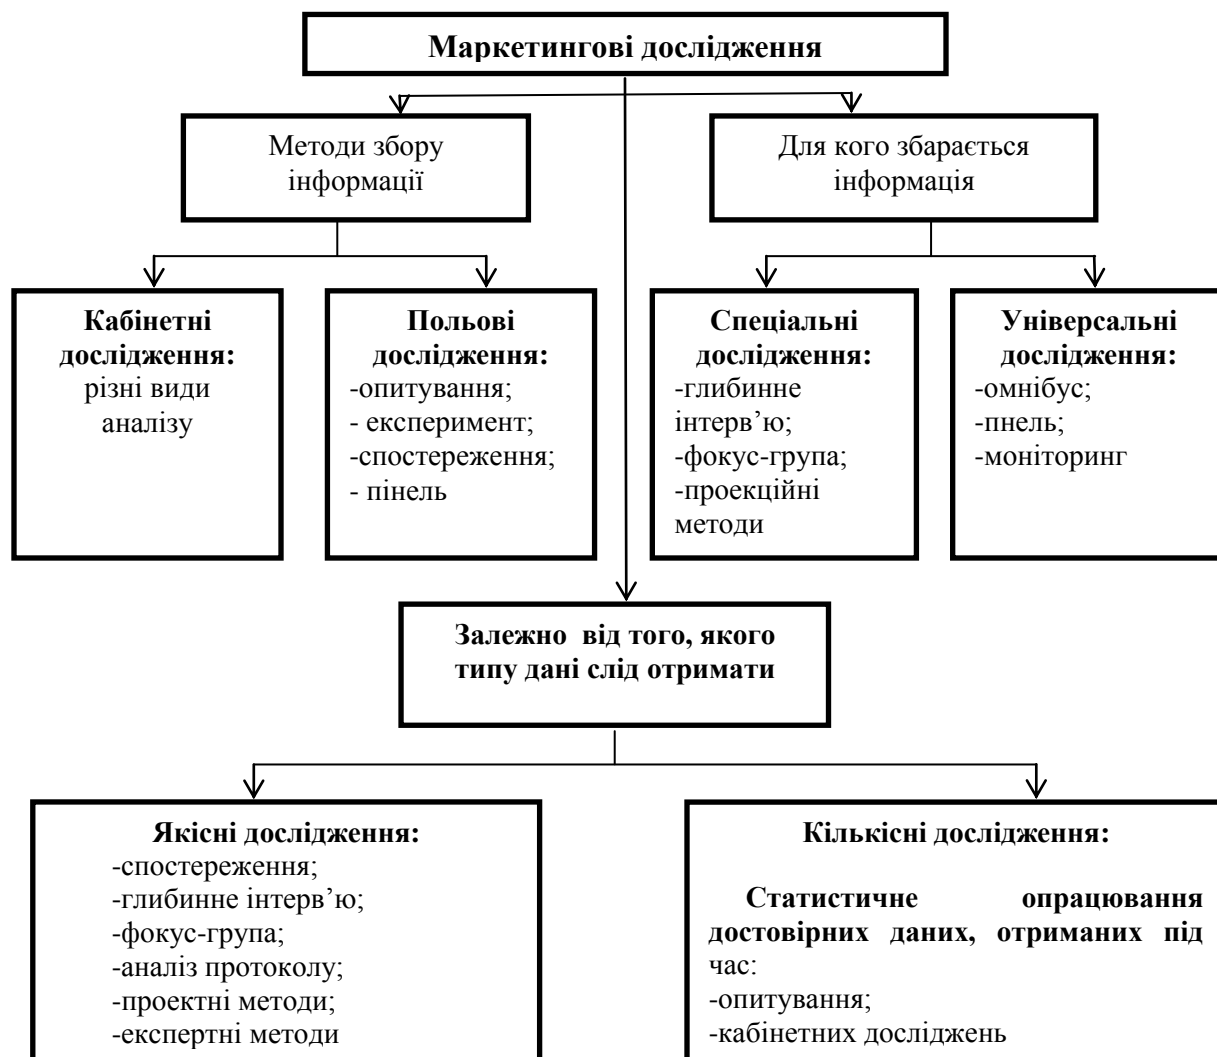 Маркетингові дослідження
Методи збору
інформації
Для кого збарається
інформація
Кабінетні
дослідження:
різні види
аналізу
Польові
дослідження:
-опитування;
- експеримент;
-спостереження;
- пінель
Спеціальні
дослідження:
-глибинне
інтерв’ю;
-фокус-група;
-проекційні
методи
Універсальні
дослідження:
-омнібус;
-пнель;
-моніторинг
Залежно від того, якого
типу дані слід отримати
Якісні дослідження:
-спостереження;
-глибинне інтерв’ю;
-фокус-група;
-аналіз протоколу;
-проектні методи;
-експертні методи
Кількісні дослідження:
Статистичне опрацювання
достовірних даних, отриманих під
час:
-опитування;
-кабінетних досліджень